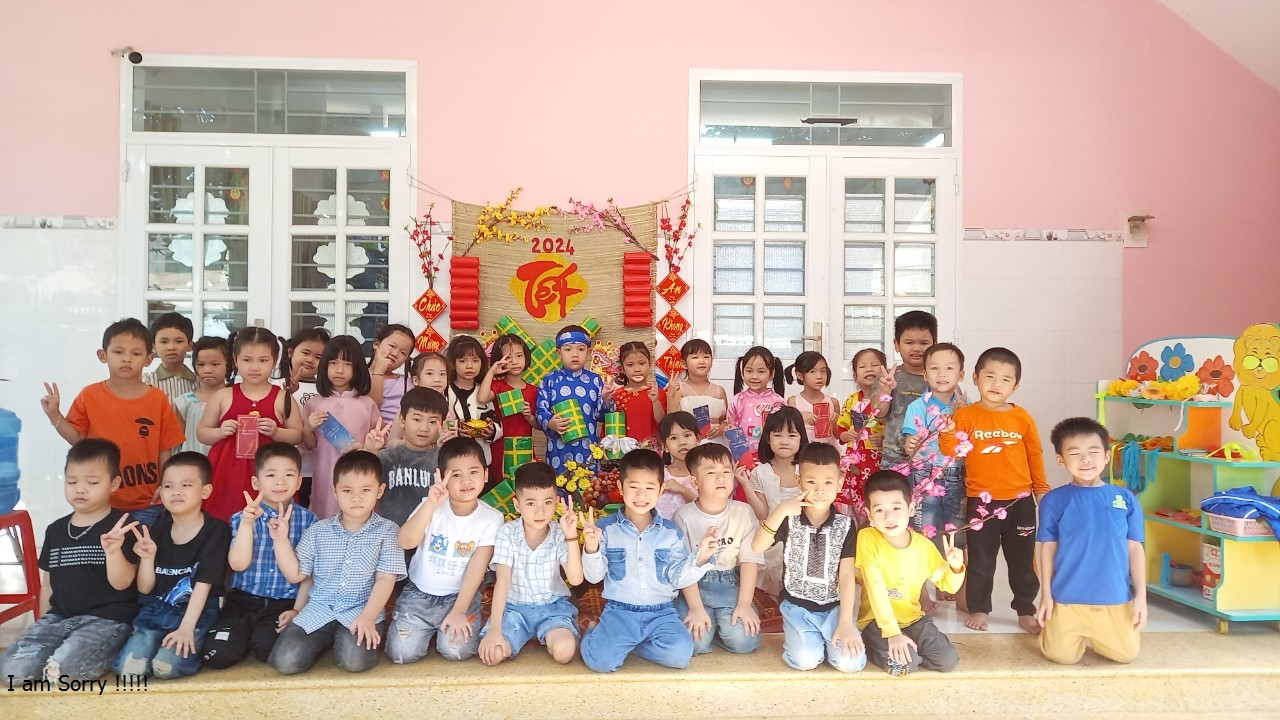 2024
Tết
Chúc
Mừng
An
Khang
Thịnh
BANLU
Reebok
I am Sorry !!!!!